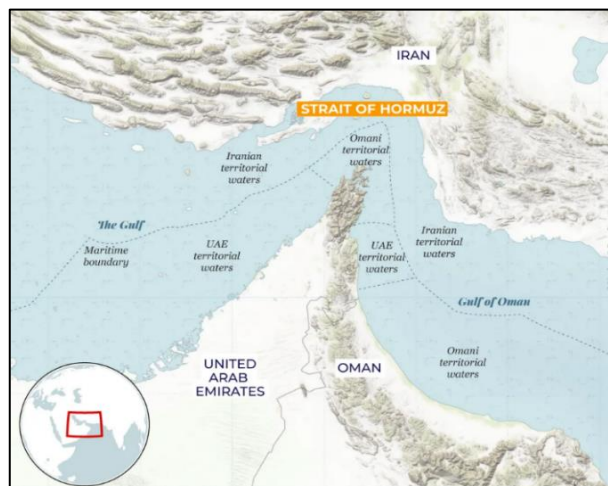 IRAN
STRAIT OF HORMUZ
Omani
territorial
waters
Iranian
territorial
waters
The Gulf
Maritime
boundary
UAE
territorial
waters
UAE
territorial
waters
Iranian
territorial
waters
Gulf of Oman
Omani
territorial
waters
UNITED
ARAB
EMIRATES
OMAN